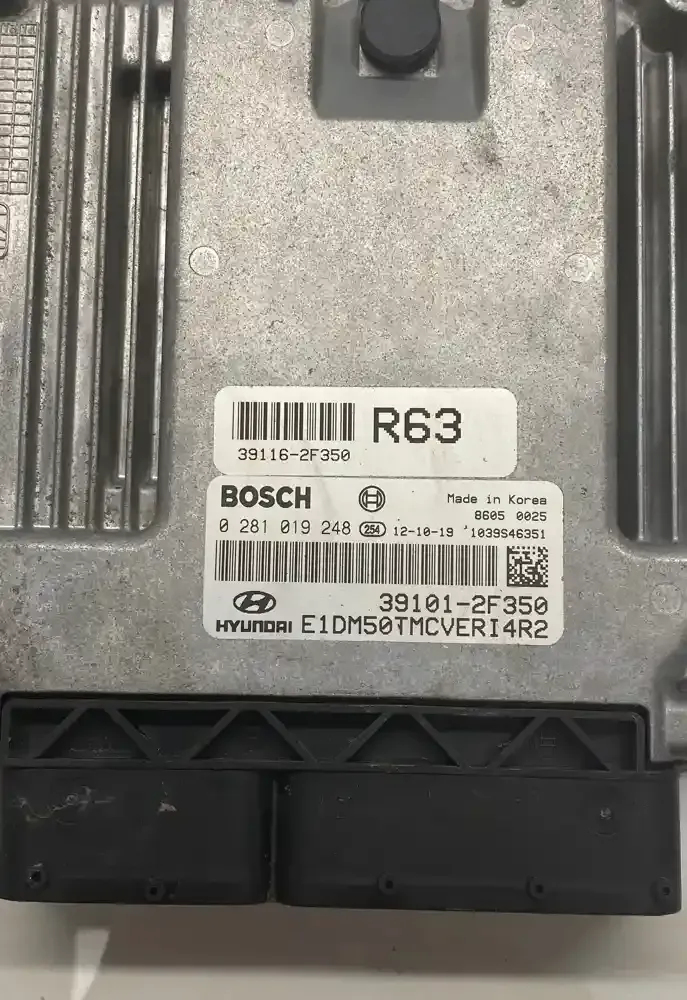 R63
39116-2F350
BOSCH
Made in Korea
8605 0025
0 281 019 248 254 12-10-19 '1039S46351
39101-2F350
HYUNDAI E1DM50TMCVERI4R2